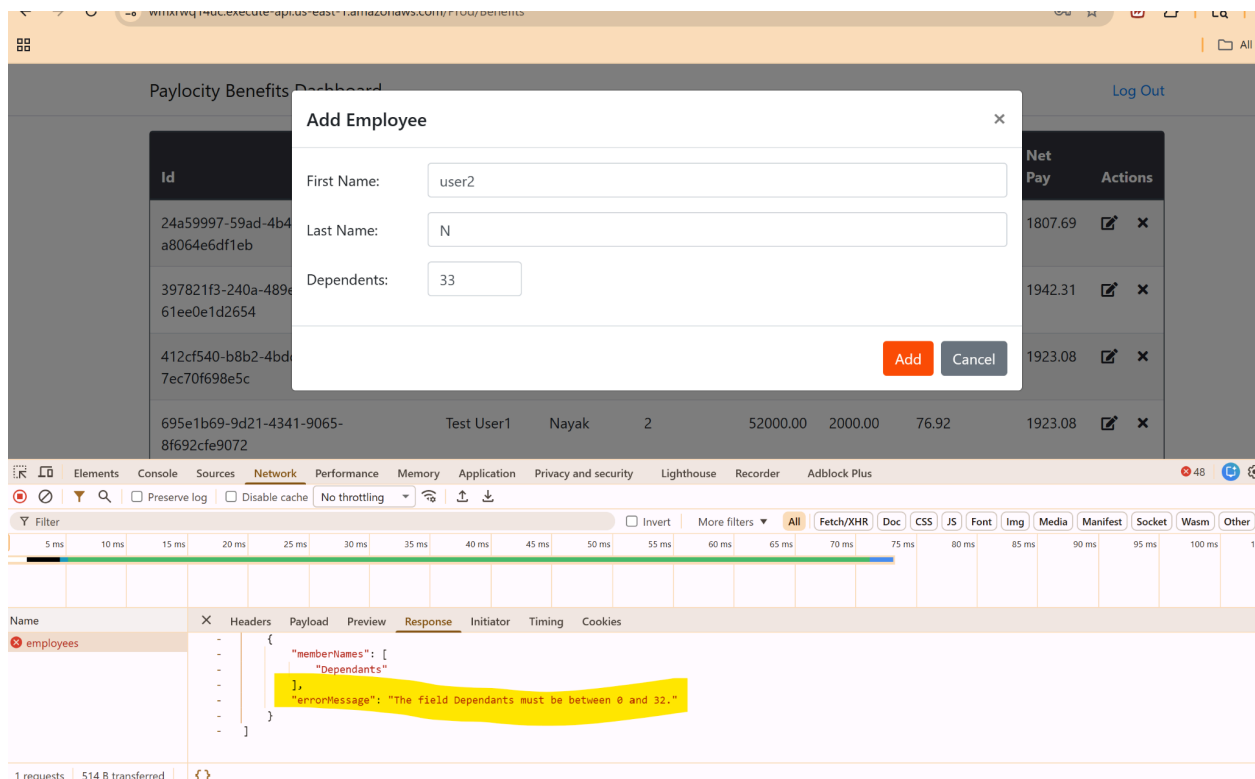 All
Paylocity Benefits Dashboard
Log Out
Add Employee
×
First Name: user2
Last Name: N
Dependents: 33
Add Cancel
Id
Net
Pay Actions
24a59997-59ad-4b4
a8064e6df1eb
1807.69
397821f3-240a-489e
61ee0e1d2654
1942.31
412cf540-b8b2-4bd
7ec70f698e5c
1923.08
695e1b69-9d21-4341-9065-
8f692cfe9072
Test User1 Nayak 2 52000.00 2000.00 76.92 1923.08
Elements Console Sources Network Performance Memory Application Privacy and security Lighthouse Recorder Adblock Plus 48
Preserve log Disable cache No throttling
Filter Invert More filters All Fetch/XHR Doc CSS JS Font Img Media Manifest Socket Wasm Other
5 ms 10 ms 15 ms 20 ms 25 ms 30 ms 35 ms 40 ms 45 ms 50 ms 55 ms 60 ms 65 ms 70 ms 75 ms 80 ms 85 ms 90 ms 95 ms 100 ms
Name × Headers Payload Preview Response Initiator Timing Cookies
employees
- {
- "memberNames": [
- "Dependants"
- ],
- "errorMessage": "The field Dependants must be between 0 and 32."
- }
- ]
1 requests 514 B transferred { }